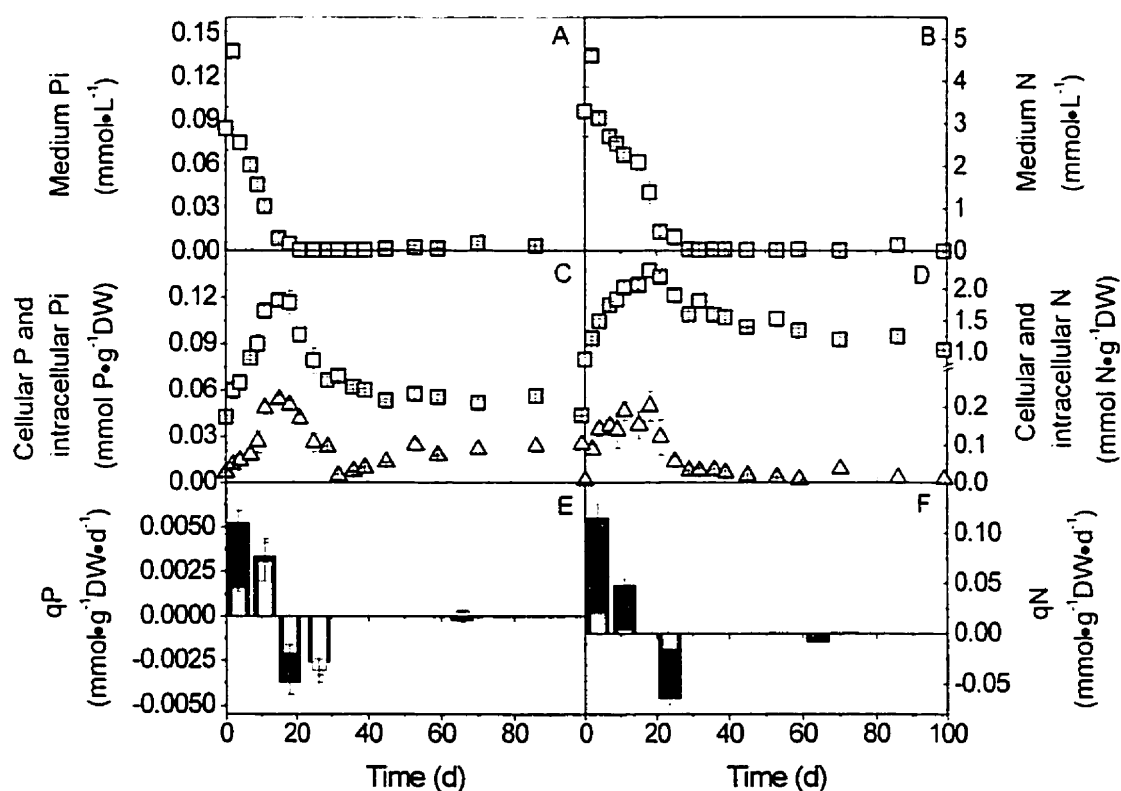 A
B
Medium Pi
(mmol•L-1)
0.15
0.12
0.09
0.06
0.03
0.00
5
4
3
2
1
0
Medium N
(mmol•L-1)
C
D
Cellular P and
intracellular Pi
(mmol P•g-1DW)
0.12
0.09
0.06
0.03
0.00
2.0
1.5
1.0
0.2
0.1
0.0
Cellular and
intracellular N
(mmol N•g-1DW)
E
F
qP
(mmol•g-1DW•d-1)
0.0050
0.0025
0.0000
-0.0025
-0.0050
0.10
0.05
0.00
-0.05
qN
(mmol•g-1DW•d-1)
0 20 40 60 80 0 20 40 60 80 100
Time (d) Time (d)